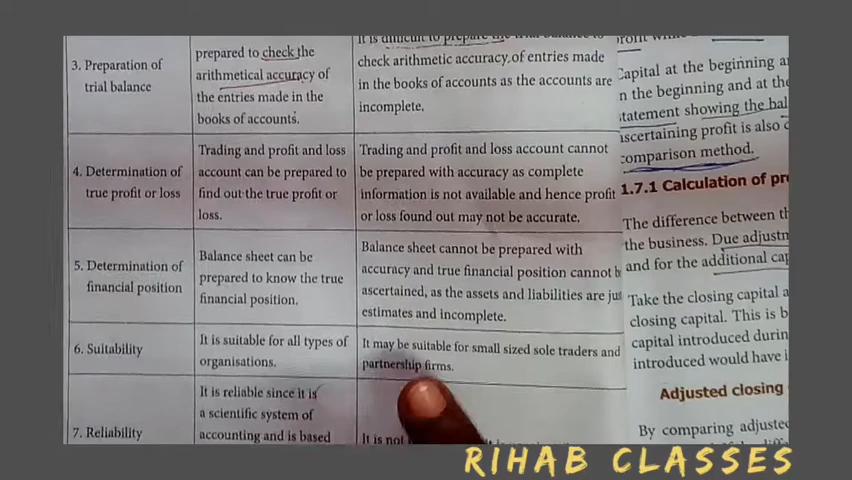 3. Preparation of
trial balance
prepared to check the
arithmetical accuracy of
the entries made in the
books of accounts.
It is difficult to prepare the trial balance to
check arithmetic accuracy of entries made
in the books of accounts as the accounts are
incomplete.
4. Determination of
true profit or loss
Trading and profit and loss
account can be prepared to
find out the true profit or
loss.
Trading and profit and loss account cannot
be prepared with accuracy as complete
information is not available and hence profit
or loss found out may not be accurate.
5. Determination of
financial position
Balance sheet can be
prepared to know the true
financial position.
Balance sheet cannot be prepared with
accuracy and true financial position cannot b
ascertained, as the assets and liabilities are jus
estimates and incomplete.
6. Suitability
It is suitable for all types of
organisations.
It may be suitable for small sized sole traders and
partnership firms.
7. Reliability
It is reliable since it is
a scientific system of
accounting and is based
It is not
profit
Capital at the beginning a
n the beginning and at the
statement showing the bal
ascertaining profit is also
comparison method.
1.7.1 Calculation of pr
The difference between th
the business. Due adjustm
and for the additional cap
Take the closing capital a
closing capital. This is b
capital introduced durin
introduced would have i
Adjusted closing
By comparing adjusted
RIHAB CLASSES